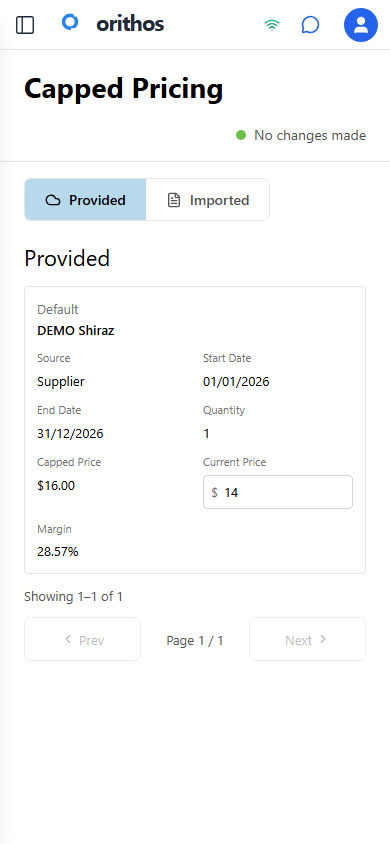 orithos
Capped Pricing
No changes made
Provided
Imported
Provided
Default
DEMO Shiraz
Source
Supplier
Start Date
01/01/2026
End Date
31/12/2026
Quantity
1
Capped Price
$16.00
Current Price
$ 14
Margin
28.57%
Showing 1–1 of 1
Prev
Page 1 / 1
Next